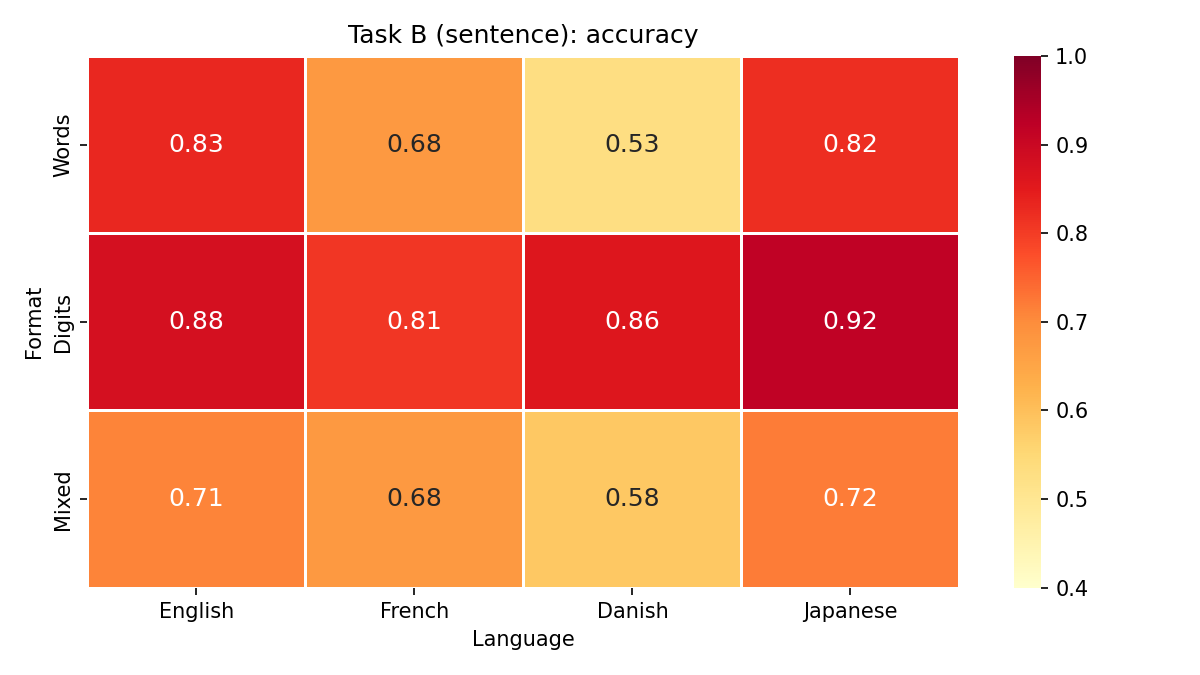 Task B (sentence): accuracy
Format
Words
0.83 0.68 0.53 0.82
Digits
0.88 0.81 0.86 0.92
Mixed
0.71 0.68 0.58 0.72
English French Danish Japanese
Language
1.0
0.9
0.8
0.7
0.6
0.5
0.4